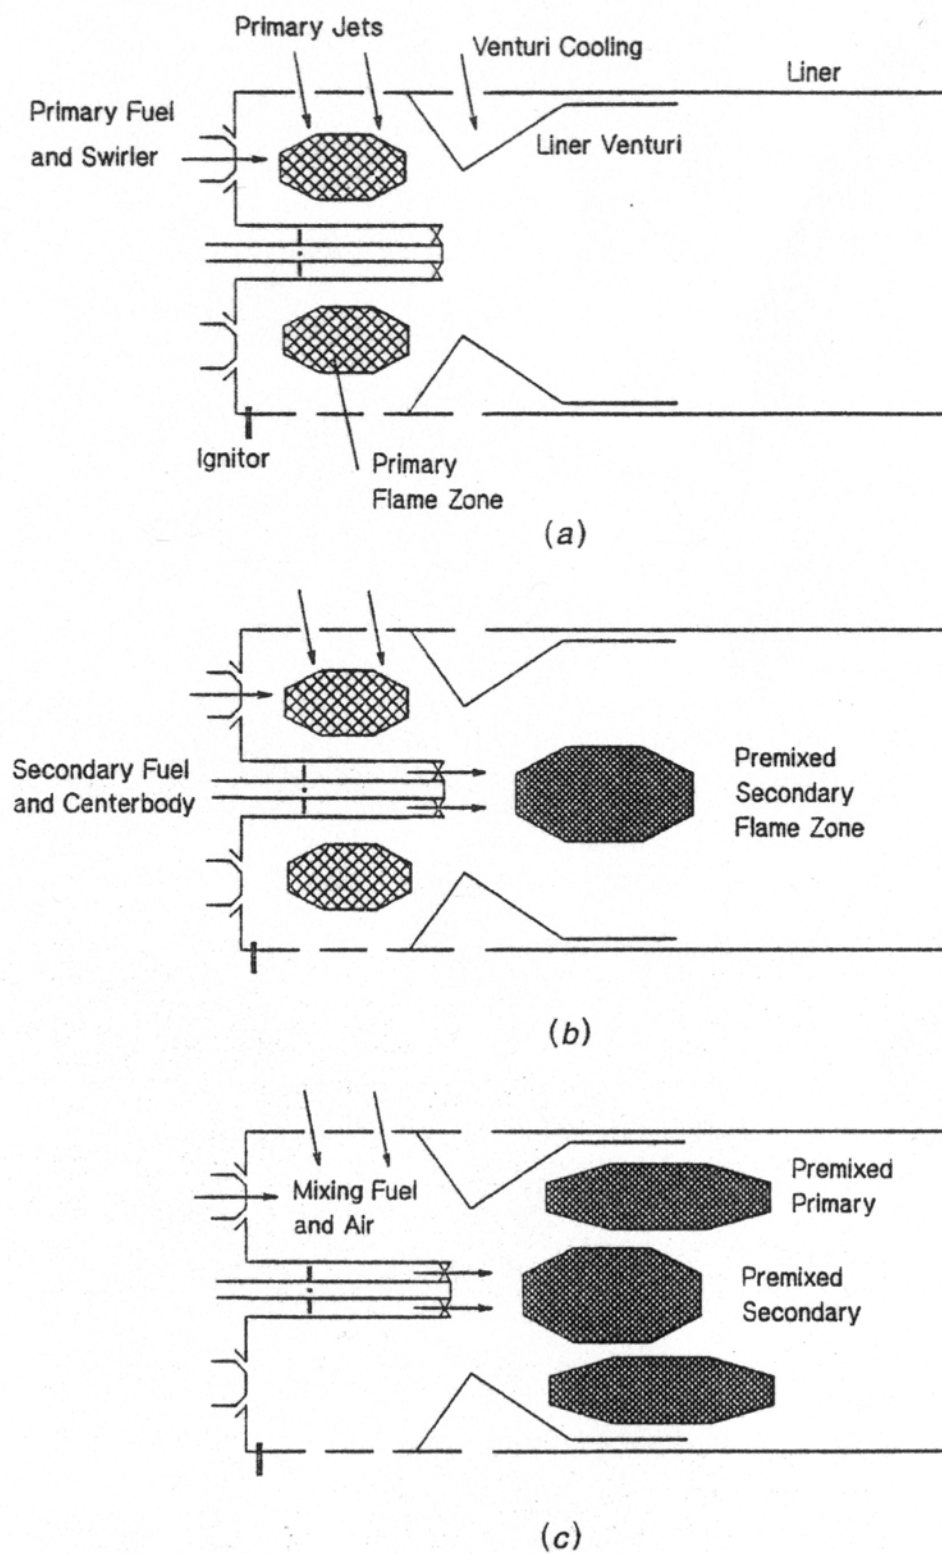 Primary Jets
Venturi Cooling
Liner
Primary Fuel
and Swirler
Liner Venturi
Ignitor
Primary
Flame Zone
(a)
Secondary Fuel
and Centerbody
Premixed
Secondary
Flame Zone
(b)
Mixing Fuel
and Air
Premixed
Primary
Premixed
Secondary
(c)